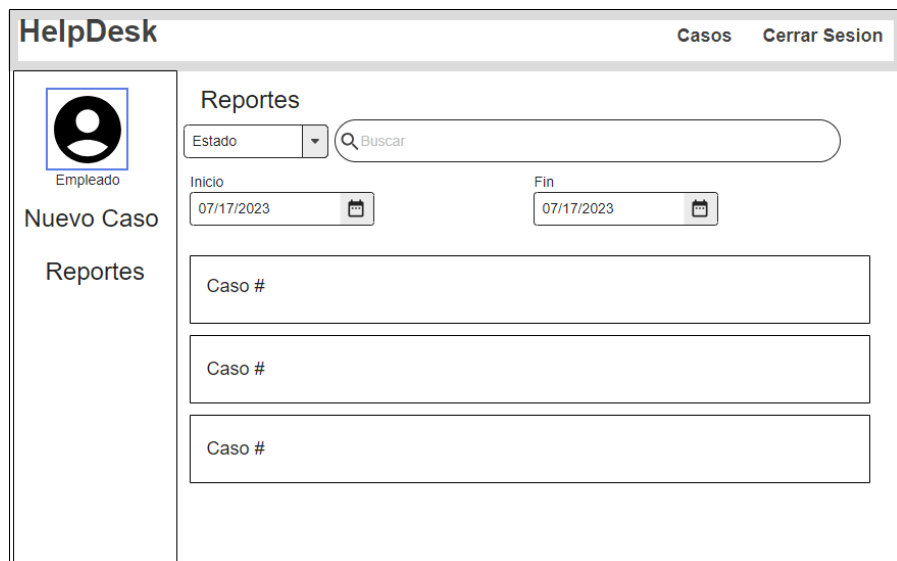 HelpDesk
Casos Cerrar Sesion
Empleado
Nuevo Caso
Reportes
Reportes
Estado
Buscar
Inicio
Fin
07/17/2023
07/17/2023
Caso #
Caso #
Caso #